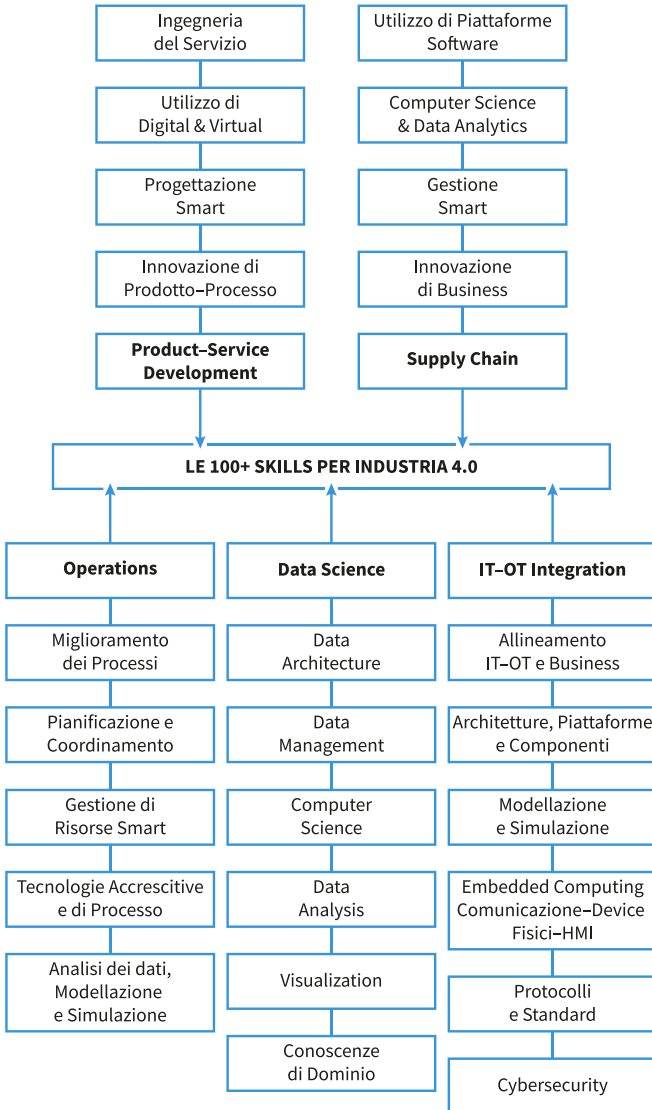 Ingegneria
del Servizio
Utilizzo di
Digital & Virtual
Progettazione
Smart
Innovazione di
Prodotto–Processo
Product–Service
Development
Utilizzo di Piattaforme
Software
Computer Science
& Data Analytics
Gestione
Smart
Innovazione
di Business
Supply Chain
LE 100+ SKILLS PER INDUSTRIA 4.0
Operations
Miglioramento
dei Processi
Pianificazione e
Coordinamento
Gestione di
Risorse Smart
Tecnologie Accrescitive
e di Processo
Analisi dei dati,
Modellazione
e Simulazione
Data Science
Data
Architecture
Data
Management
Computer
Science
Data
Analysis
Visualization
Conoscenze
di Dominio
IT–OT Integration
Allineamento
IT–OT e Business
Architetture, Piattaforme
e Componenti
Modellazione
e Simulazione
Embedded Computing
Comunicazione–Device
Fisici–HMI
Protocolli
e Standard
Cybersecurity